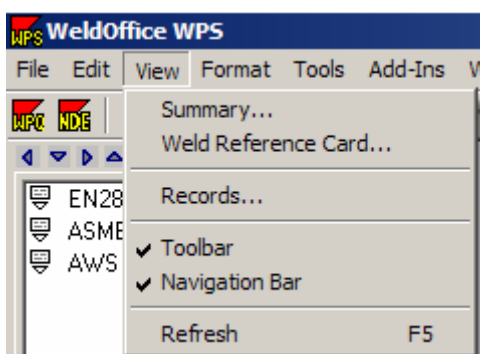 WPS WeldOffice WPS
File Edit View Format Tools Add-Ins
WPQ NDE
Summary...
Weld Reference Card...
EN28
Records...
ASME
Toolbar
AWS
Navigation Bar
Refresh F5